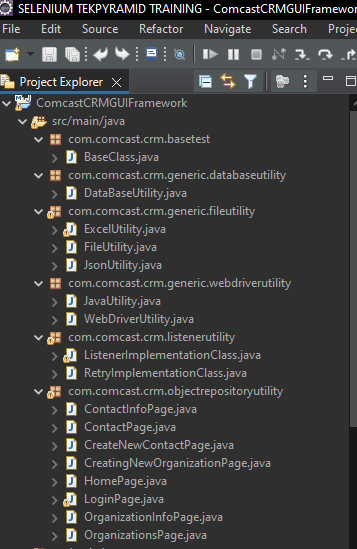 SELENIUM TEKPYRAMID TRAINING - ComcastCRMGUIFramew
File Edit Source Refactor Navigate Search Project
Project Explorer
ComcastCRMGUIFramework
src/main/java
com.comcast.crm.basetest
BaseClass.java
com.comcast.crm.generic.databaseutility
DataBaseUtility.java
com.comcast.crm.generic.fileutility
ExcelUtility.java
FileUtility.java
JsonUtility.java
com.comcast.crm.generic.webdriverutility
JavaUtility.java
WebDriverUtility.java
com.comcast.crm.listenerutility
ListenerImplementationClass.java
RetryImplementationClass.java
com.comcast.crm.objectrepositoryutility
ContactInfoPage.java
ContactPage.java
CreateNewContactPage.java
CreatingNewOrganizationPage.java
HomePage.java
LoginPage.java
OrganizationInfoPage.java
OrganizationsPage.java